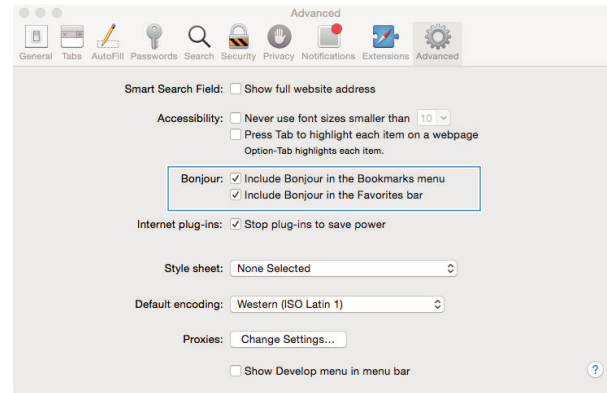 Advanced
General Tabs AutoFill Passwords Search Security Privacy Notifications Extensions Advanced
Smart Search Field: Show full website address
Accessibility: Never use font sizes smaller than 10
Press Tab to highlight each item on a webpage
Option-Tab highlights each item.
Bonjour: Include Bonjour in the Bookmarks menu
Include Bonjour in the Favorites bar
Internet plug-ins: Stop plug-ins to save power
Style sheet: None Selected
Default encoding: Western (ISO Latin 1)
Proxies: Change Settings...
Show Develop menu in menu bar
?